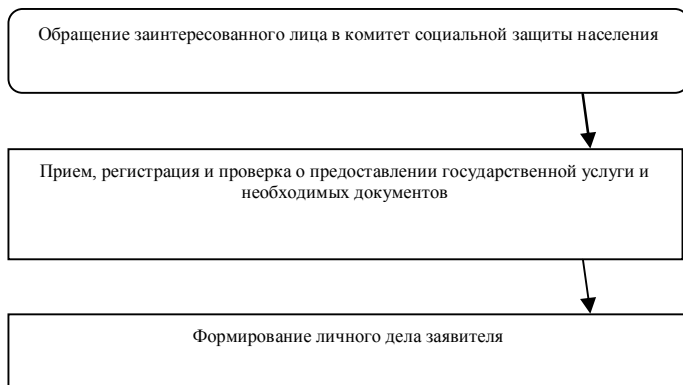 Обращение заинтересованного лица в комитет социальной защиты населения
Прием, регистрация и проверка о предоставлении государственной услуги и
необходимых документов
Формирование личного дела заявителя